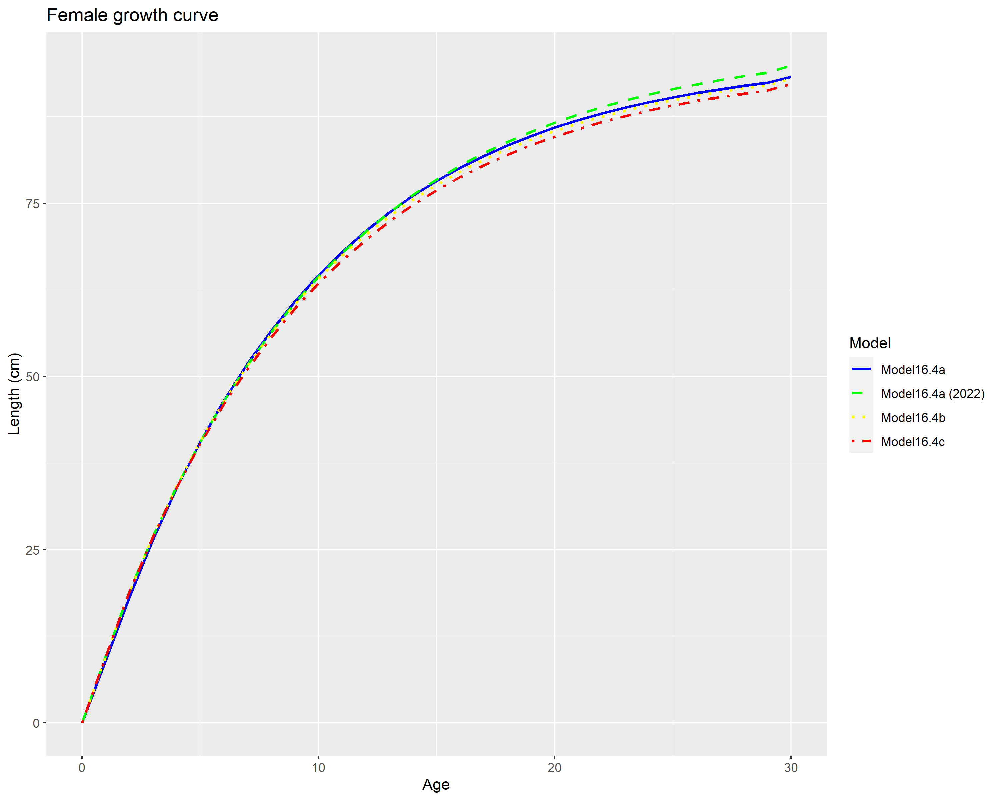 Female growth curve
Length (cm)
75
50
25
0
0 10 20 30
Age
Model
Model16.4a
Model16.4a (2022)
Model16.4b
Model16.4c